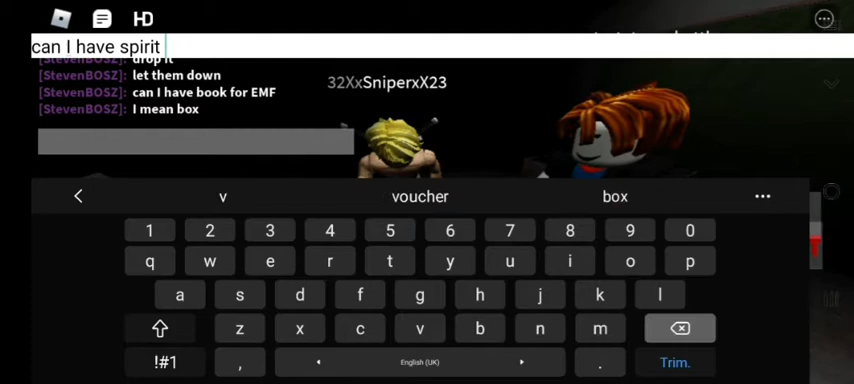 HD
can I have spirit
[StevenBOSZ]: drop it
[StevenBOSZ]: let them down
[StevenBOSZ]: can I have book for EMF
[StevenBOSZ]: I mean box
32XxSniperxX23
v voucher box
1 2 3 4 5 6 7 8 9 0
q w e r t y u i o p
a s d f g h j k l
z x c v b n m
!#1 , English (UK) . Trim.